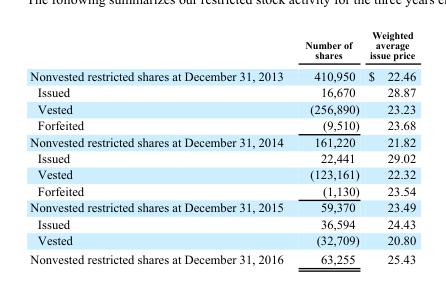 The following summarizes our restricted stock activity for the three years
Number of shares
Weighted average issue price
Nonvested restricted shares at December 31, 2013 410,950 $ 22.46
Issued 16,670 28.87
Vested (256,890) 23.23
Forfeited (9,510) 23.68
Nonvested restricted shares at December 31, 2014 161,220 21.82
Issued 22,441 29.02
Vested (123,161) 22.32
Forfeited (1,130) 23.54
Nonvested restricted shares at December 31, 2015 59,370 23.49
Issued 36,594 24.43
Vested (32,709) 20.80
Nonvested restricted shares at December 31, 2016 63,255 25.43